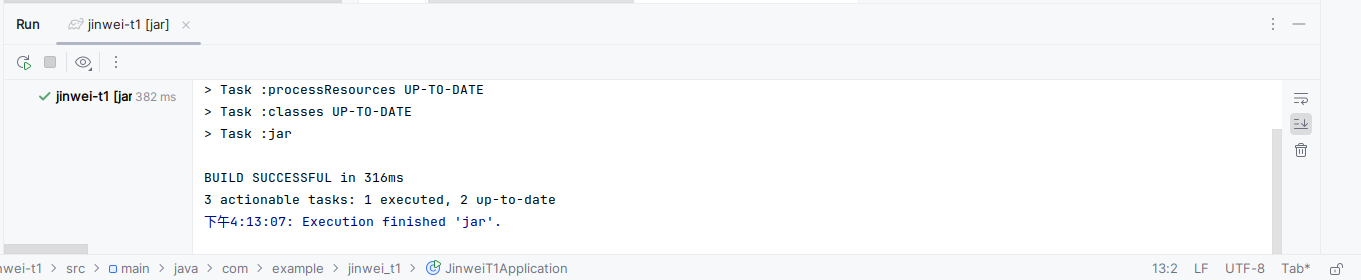 Run jinwei-t1 [jar]
jinwei-t1 [jar 382 ms
> Task :processResources UP-TO-DATE
> Task :classes UP-TO-DATE
> Task :jar
BUILD SUCCESSFUL in 316ms
3 actionable tasks: 1 executed, 2 up-to-date
下午4:13:07: Execution finished 'jar'.
nwei-t1 > src > main > java > com > example > jinwei_t1 > JinweiT1Application 13:2 LF UTF-8 Tab*